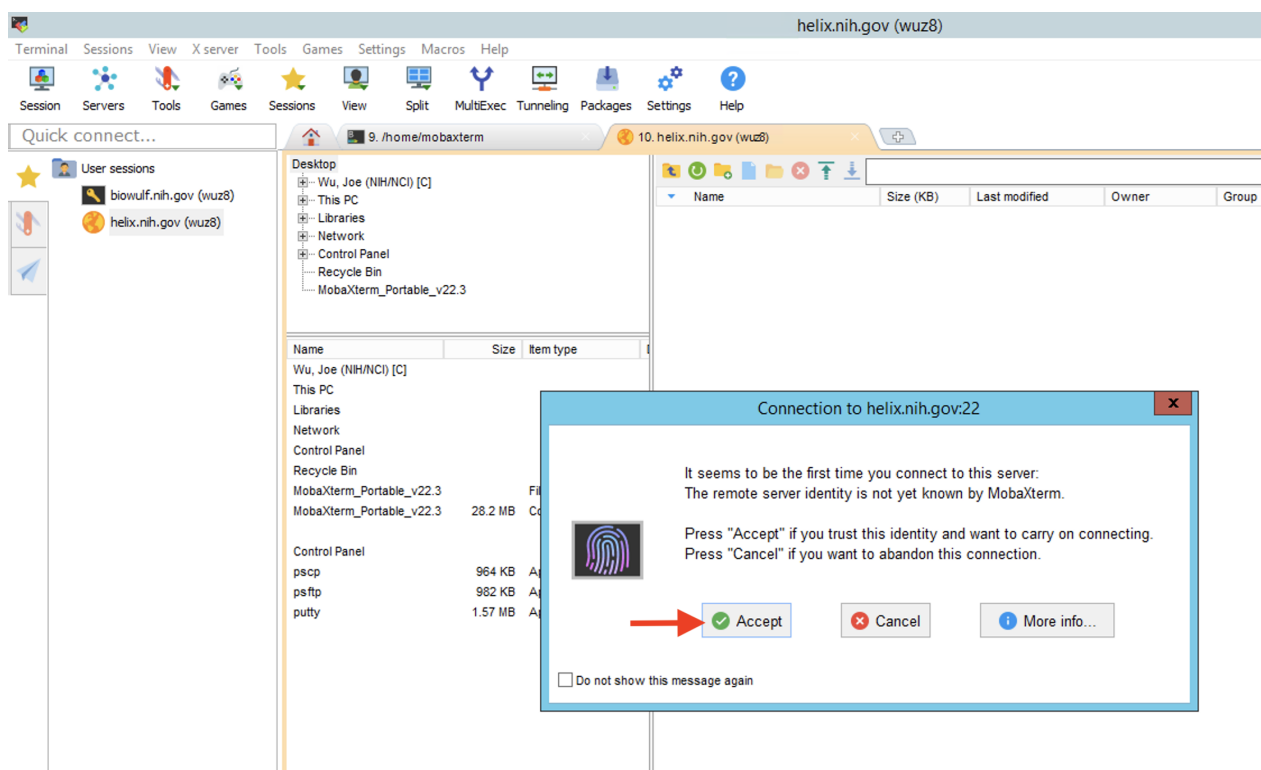 helix.nih.gov (wuz8)
Terminal Sessions View X server Tools Games Settings Macros Help
Session Servers Tools Games Sessions View Split MultiExec Tunneling Packages Settings Help
Quick connect...
9. /home/mobaxterm
10. helix.nih.gov (wuz8)
User sessions
biowulf.nih.gov (wuz8)
helix.nih.gov (wuz8)
Desktop
Wu, Joe (NIH/NCI) [C]
This PC
Libraries
Network
Control Panel
Recycle Bin
MobaXterm_Portable_v22.3
Name Size Item type
Wu, Joe (NIH/NCI) [C]
This PC
Libraries
Network
Control Panel
Recycle Bin
MobaXterm_Portable_v22.3
MobaXterm_Portable_v22.3 28.2 MB
Control Panel
pscp 964 KB
psftp 982 KB
putty 1.57 MB
Name Size (KB) Last modified Owner Group
Connection to helix.nih.gov:22
x
It seems to be the first time you connect to this server:
The remote server identity is not yet known by MobaXterm.
Press "Accept" if you trust this identity and want to carry on connecting.
Press "Cancel" if you want to abandon this connection.
Accept Cancel More info...
Do not show this message again